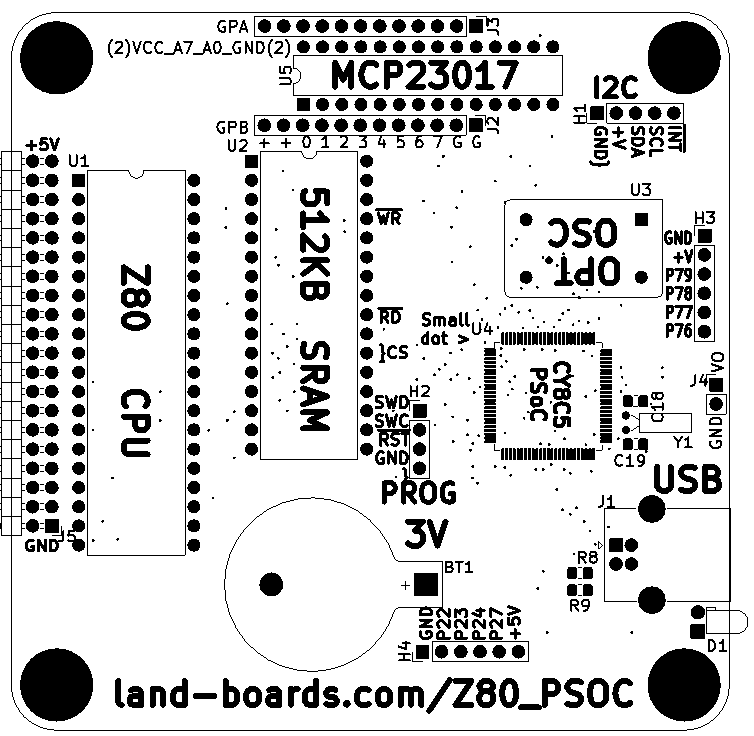 GPA
J3
(2)VCC_A7_A0_GND(2)
U5
MCP23017
GPB
J2
+ + 0 1 2 3 4 5 6 7 G G
I2C
H1
GND}
+V
SDA
SCL
INT
+5V
U1
U2
U3
512KB SRAM
WR
RD
}CS
Z80 CPU
OPT
OSC
H3
GND
+V
P79
P78
P77
P76
Small
dot >
U4
CY8C5
PSoC
VO
J4
GND
C18
Y1
C19
H2
SWD
SWC
RST
GND
}
PROG
USB
J1
J5
GND
3V
BT1
+
R8
R9
H4
GND
P22
P23
P24
P27
+5V
D1
land-boards.com/Z80_PSOC